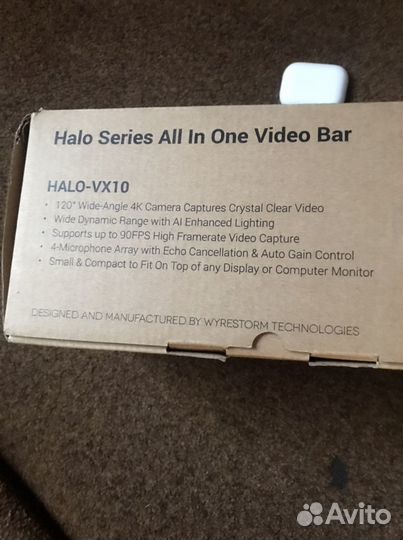 Halo Series All In One Video Bar
HALO-VX10
• 120° Wide-Angle 4K Camera Captures Crystal Clear Video
• Wide Dynamic Range with AI Enhanced Lighting
• Supports up to 90FPS High Framerate Video Capture
• 4-Microphone Array with Echo Cancellation & Auto Gain Control
• Small & Compact to Fit On Top of any Display or Computer Monitor
DESIGNED AND MANUFACTURED BY WYRESTORM TECHNOLOGIES
Avito